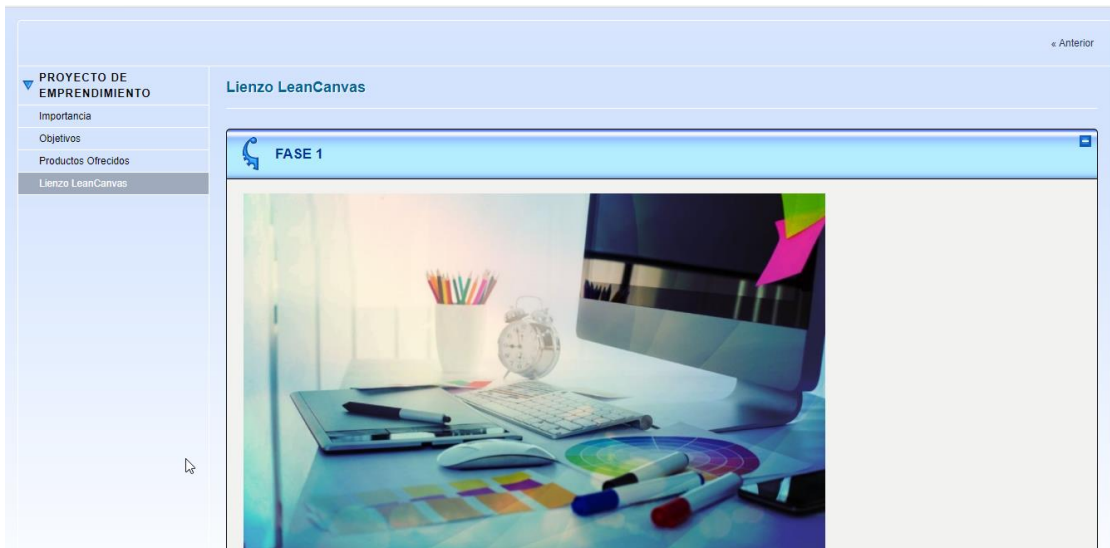 « Anterior
PROYECTO DE
EMPRENDIMIENTO
Importancia
Objetivos
Productos Ofrecidos
Lienzo LeanCanvas
Lienzo LeanCanvas
FASE 1